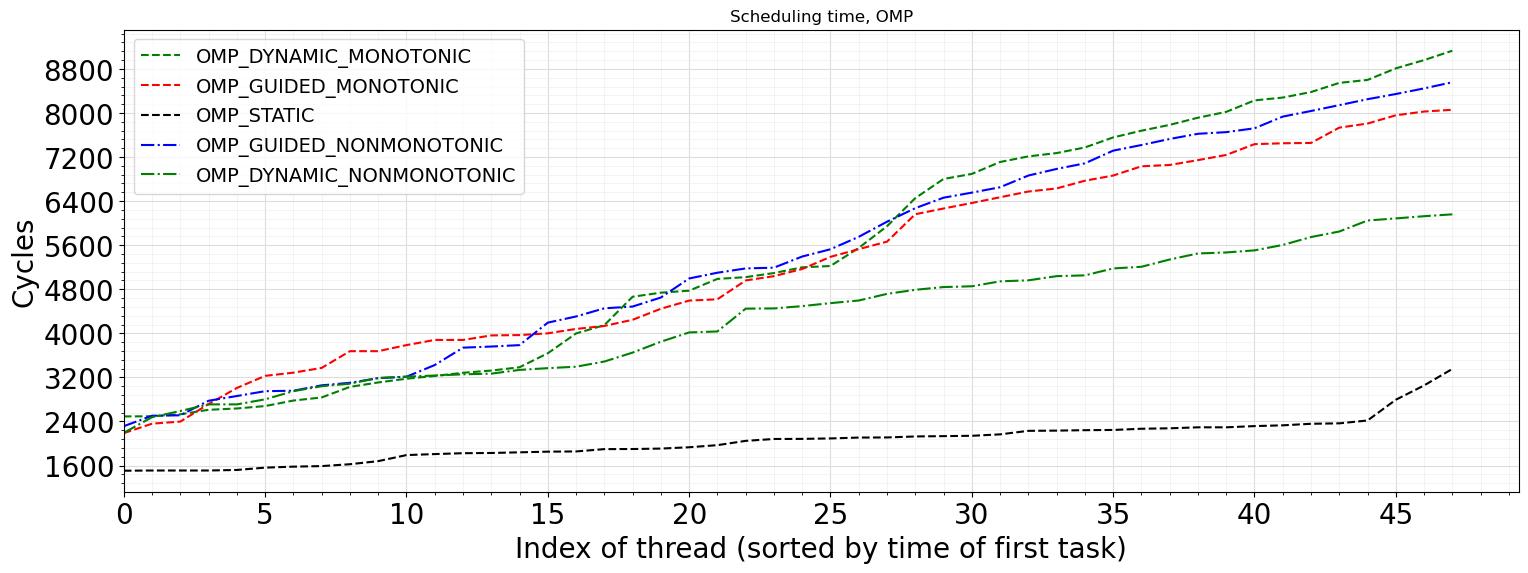 Scheduling time, OMP
OMP_DYNAMIC_MONOTONIC
OMP_GUIDED_MONOTONIC
OMP_STATIC
OMP_GUIDED_NONMONOTONIC
OMP_DYNAMIC_NONMONOTONIC
Cycles
8800
8000
7200
6400
5600
4800
4000
3200
2400
1600
0 5 10 15 20 25 30 35 40 45
Index of thread (sorted by time of first task)